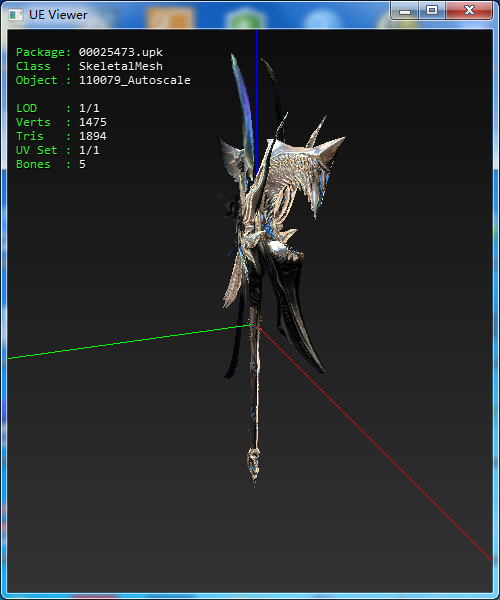 UE Viewer
Package: 00025473.upk
Class : SkeletalMesh
Object : 110079_Autoscale
LOD : 1/1
Verts : 1475
Tris : 1894
UV Set : 1/1
Bones : 5